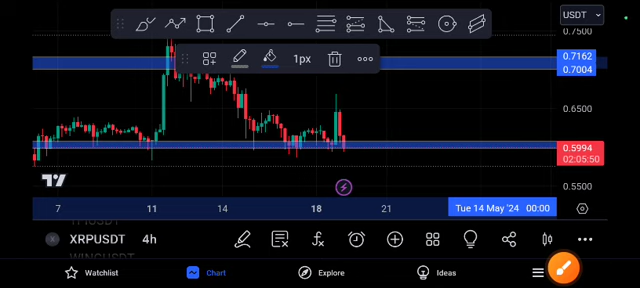 USDT
0.7500
1px
0.7162
0.7004
0.6500
0.5994
02:05:50
0.5500
7
11
14
18
21
Tue 14 May '24 00:00
XRPUSDT
4h
Watchlist
Chart
Explore
Ideas